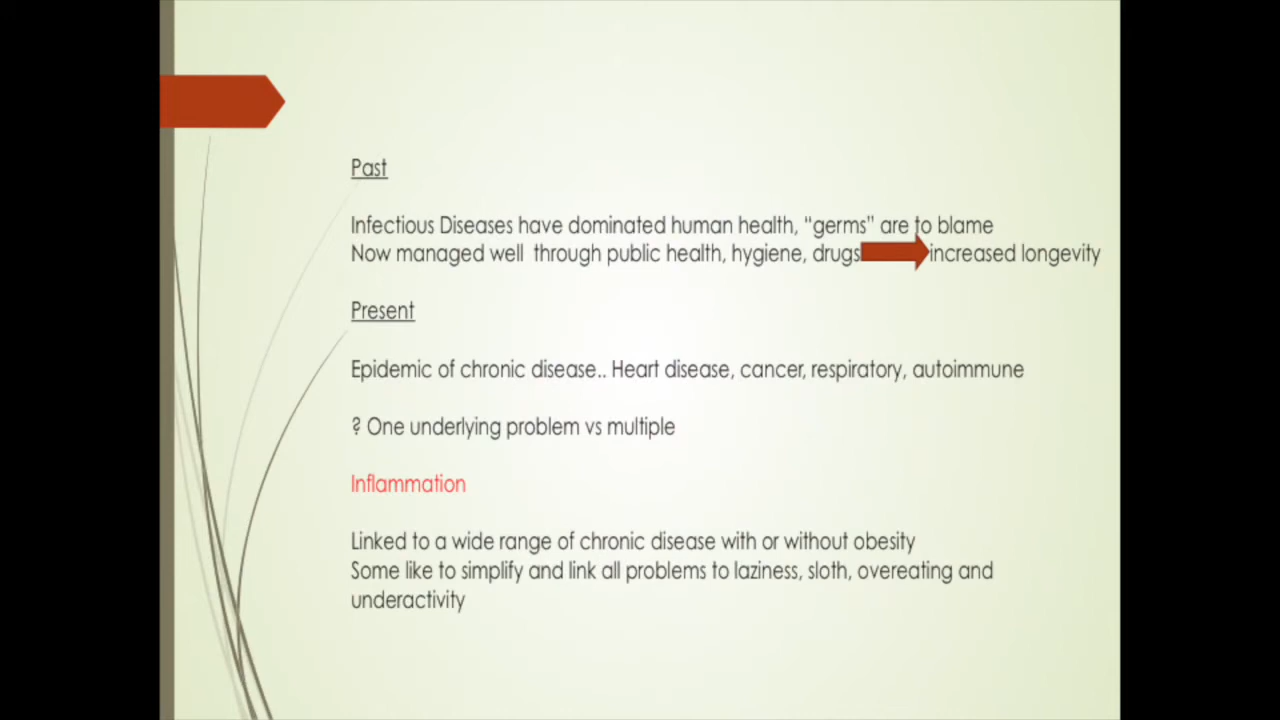 Past
Infectious Diseases have dominated human health, “germs” are to blame
Now managed well  through public health, hygiene, drugs increased longevity
Present
Epidemic of chronic disease.. Heart disease, cancer, respiratory, autoimmune
? One underlying problem vs multiple
Inflammation
Linked to a wide range of chronic disease with or without obesity
Some like to simplify and link all problems to laziness, sloth, overeating and
underactivity